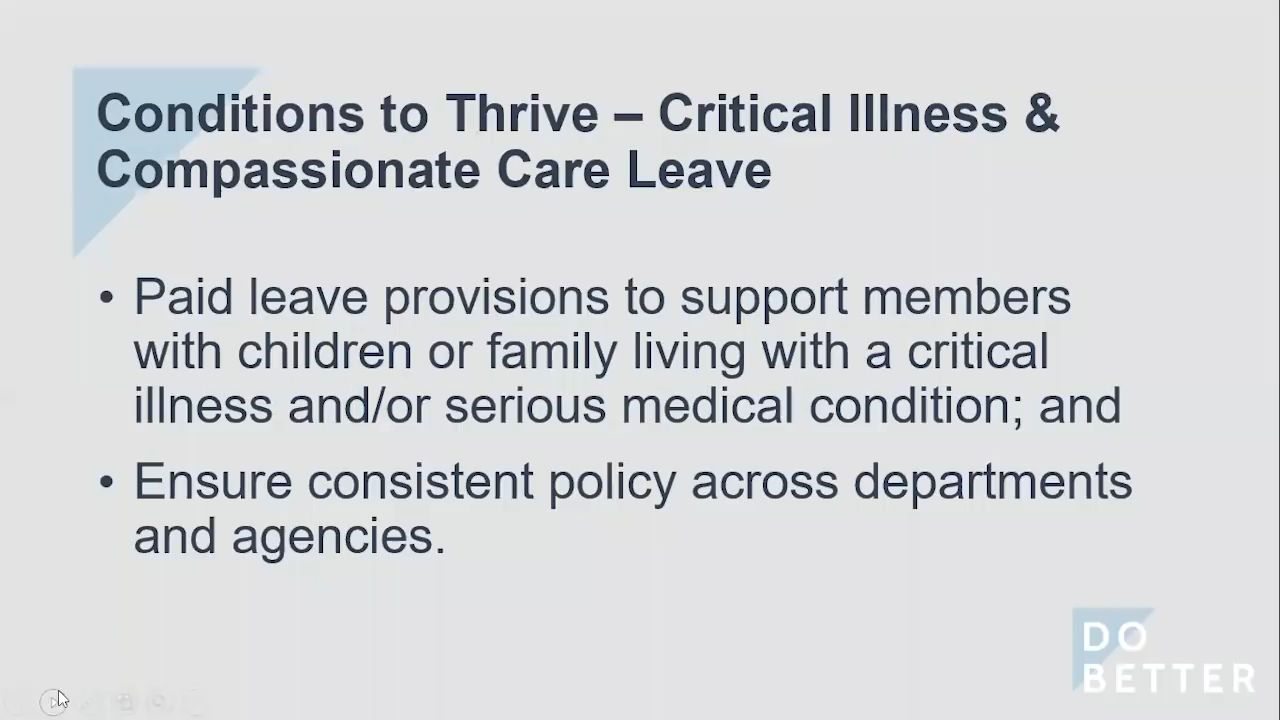 Conditions to Thrive – Critical Illness &
Compassionate Care Leave
• Paid leave provisions to support members
with children or family living with a critical
illness and/or serious medical condition; and
• Ensure consistent policy across departments
and agencies.
DO
BETTER